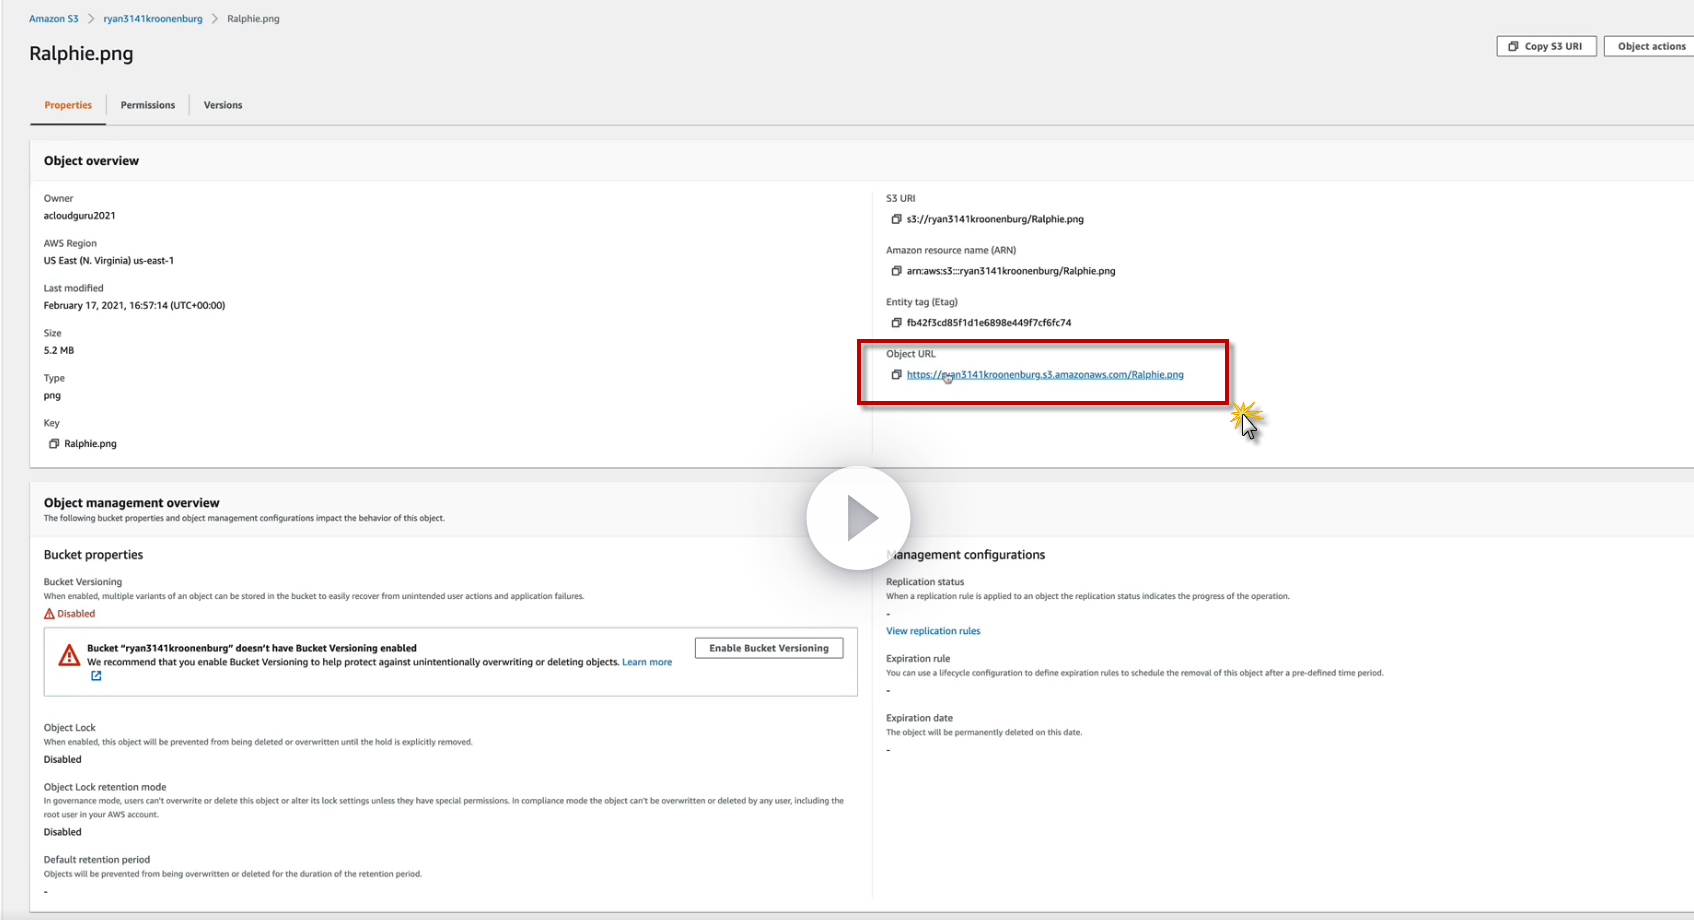 Amazon S3 > ryan3141kroonenburg > Ralphie.png
Ralphie.png
Copy S3 URI
Object actions
Properties
Permissions
Versions
Object overview
Owner
acloudguru2021
AWS Region
US East (N. Virginia) us-east-1
Last modified
February 17, 2021, 16:57:14 (UTC+00:00)
Size
5.2 MB
Type
png
Key
Ralphie.png
S3 URI
s3://ryan3141kroonenburg/Ralphie.png
Amazon resource name (ARN)
arn:aws:s3:::ryan3141kroonenburg/Ralphie.png
Entity tag (Etag)
fb42f3cd85f1d1e6898e449f7cf6fc74
Object URL
https://ryan3141kroonenburg.s3.amazonaws.com/Ralphie.png
Object management overview
The following bucket properties and object management configurations impact the behavior of this object.
Bucket properties
Bucket Versioning
When enabled, multiple variants of an object can be stored in the bucket to easily recover from unintended user actions and application failures.
Disabled
Bucket "ryan3141kroonenburg" doesn't have Bucket Versioning enabled
We recommend that you enable Bucket Versioning to help protect against unintentionally overwriting or deleting objects. Learn more
Enable Bucket Versioning
Object Lock
When enabled, this object will be prevented from being deleted or overwritten until the hold is explicitly removed.
Disabled
Object Lock retention mode
In governance mode, users can't overwrite or delete this object or alter its lock settings unless they have special permissions. In compliance mode the object can't be overwritten or deleted by any user, including the
root user in your AWS account.
Disabled
Default retention period
Objects will be prevented from being overwritten or deleted for the duration of the retention period.
-
Management configurations
Replication status
When a replication rule is applied to an object the replication status indicates the progress of the operation.
-
View replication rules
Expiration rule
You can use a lifecycle configuration to define expiration rules to schedule the removal of this object after a pre-defined time period.
-
Expiration date
The object will be permanently deleted on this date.
-